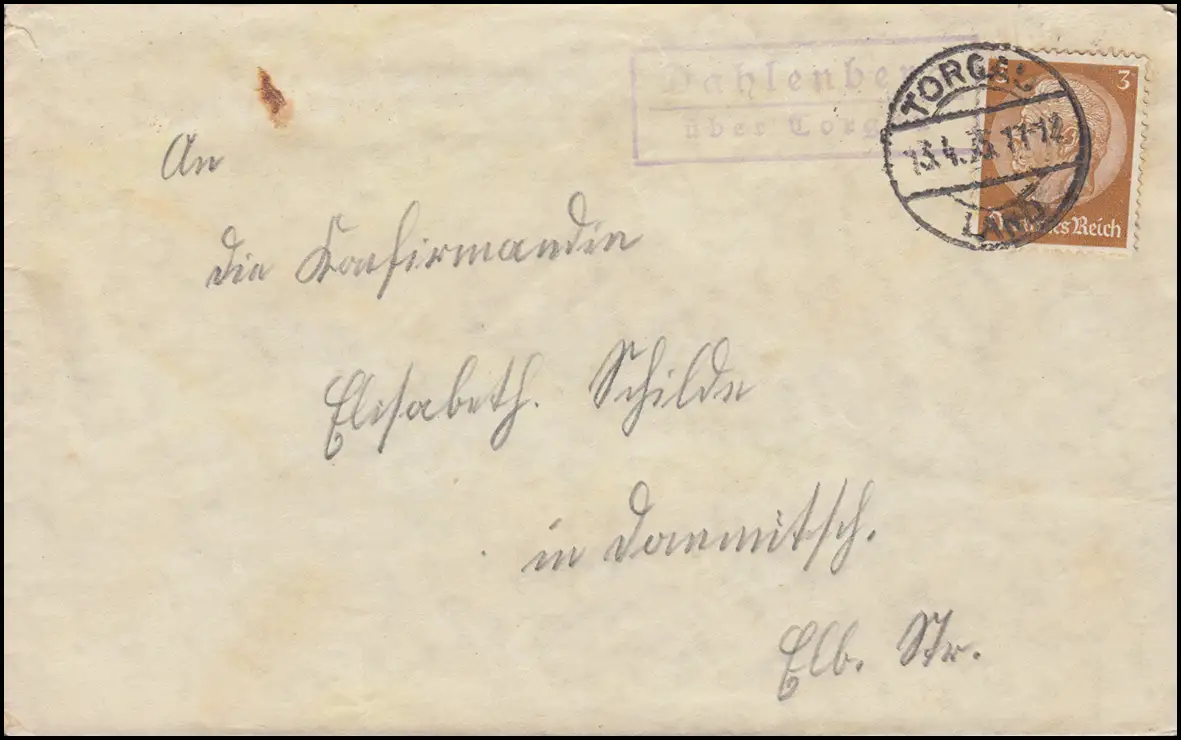 Dahlenberg
über Torgau
TORGAU
13.4.35.11-12
LAND
3
Deutsches Reich
An
die Konfirmandin
Elisabeth. Schilde
in Dommitsch.
Elb. Str.